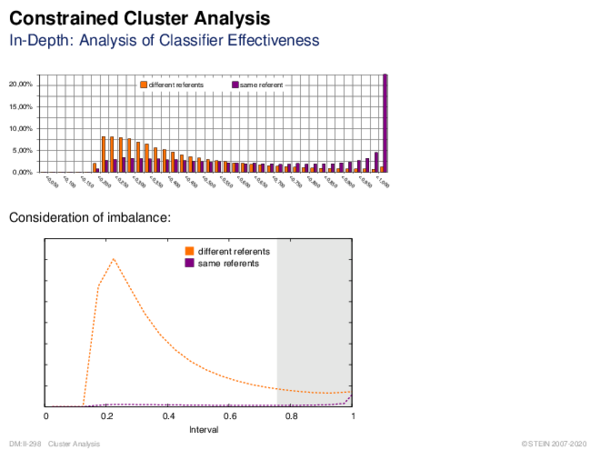 Constrained Cluster Analysis
In-Depth: Analysis of Classifier Effectiveness
different referents
same referent
20,00%
15,00%
10,00%
5,00%
0,00%
Consideration of imbalance:
different referents
same referents
0
0.2
0.4
0.6
0.8
1
Interval
DM:II-298 Cluster Analysis
© STEIN 2007-2020